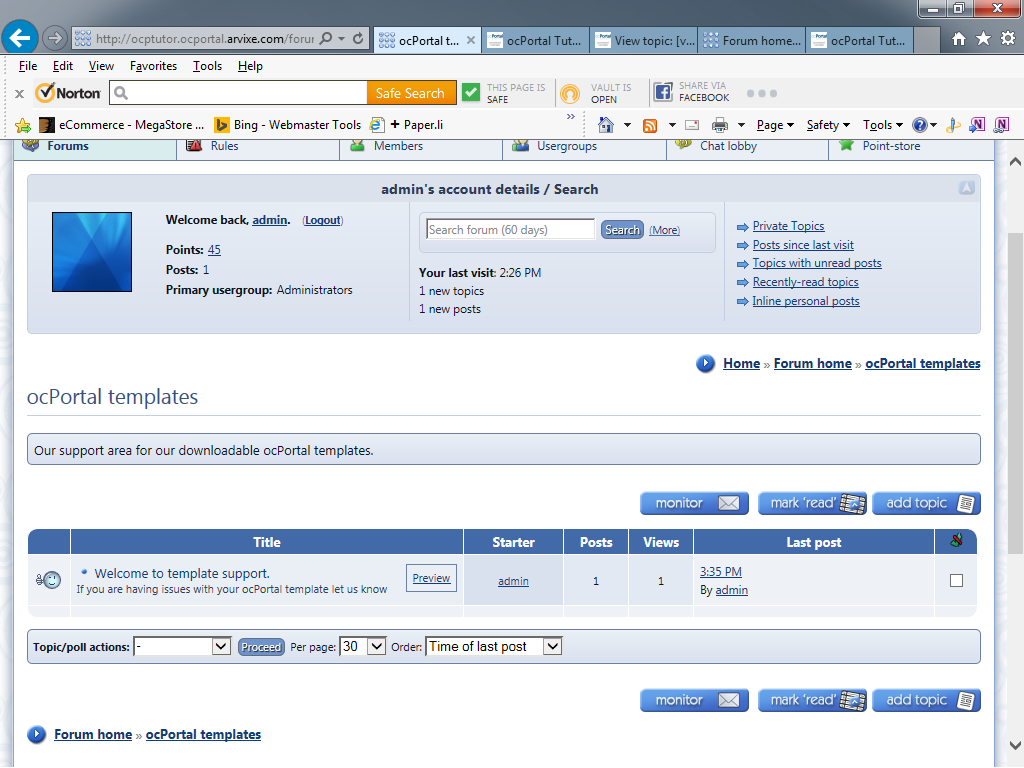 http://ocptutor.ocportal.arvixe.com/forur
ocPortal t...
ocPortal Tut...
View topic: [v...
Forum home...
ocPortal Tut...
File Edit View Favorites Tools Help
x Norton Safe Search THIS PAGE IS SAFE VAULT IS OPEN SHARE VIA FACEBOOK
eCommerce - MegaStore ... Bing - Webmaster Tools + Paper.li » Page Safety Tools
Forums Rules Members Usergroups Chat lobby Point-store
admin's account details / Search
Welcome back, admin. (Logout)
Points: 45
Posts: 1
Primary usergroup: Administrators
Search forum (60 days) Search (More)
Your last visit: 2:26 PM
1 new topics
1 new posts
Private Topics
Posts since last visit
Topics with unread posts
Recently-read topics
Inline personal posts
Home » Forum home » ocPortal templates
ocPortal templates
Our support area for our downloadable ocPortal templates.
monitor mark 'read' add topic
Title Starter Posts Views Last post
Welcome to template support. Preview admin 1 1 3:35 PM
If you are having issues with your ocPortal template let us know By admin
Topic/poll actions: - Proceed Per page: 30 Order: Time of last post
monitor mark 'read' add topic
Forum home » ocPortal templates